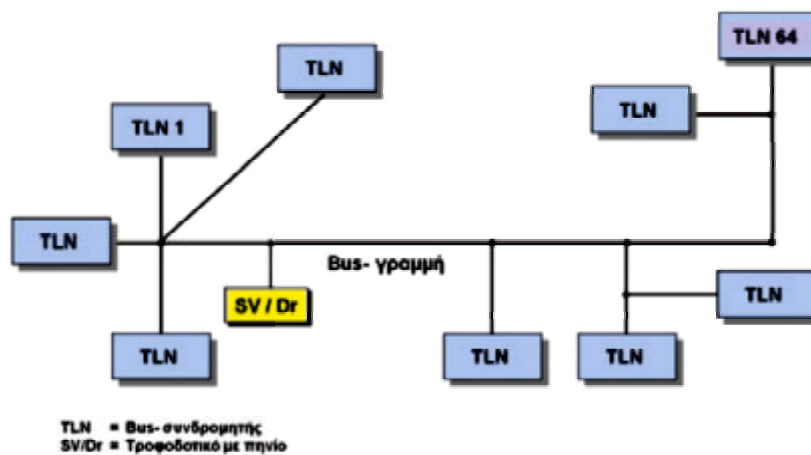 TLN 64
TLN
TLN
TLN 1
TLN
Bus- γραμμή
SV / Dr
TLN
TLN
TLN
TLN
TLN = Bus- συνδρομητής
SV/Dr = Τροφοδοτικό με πηνίο